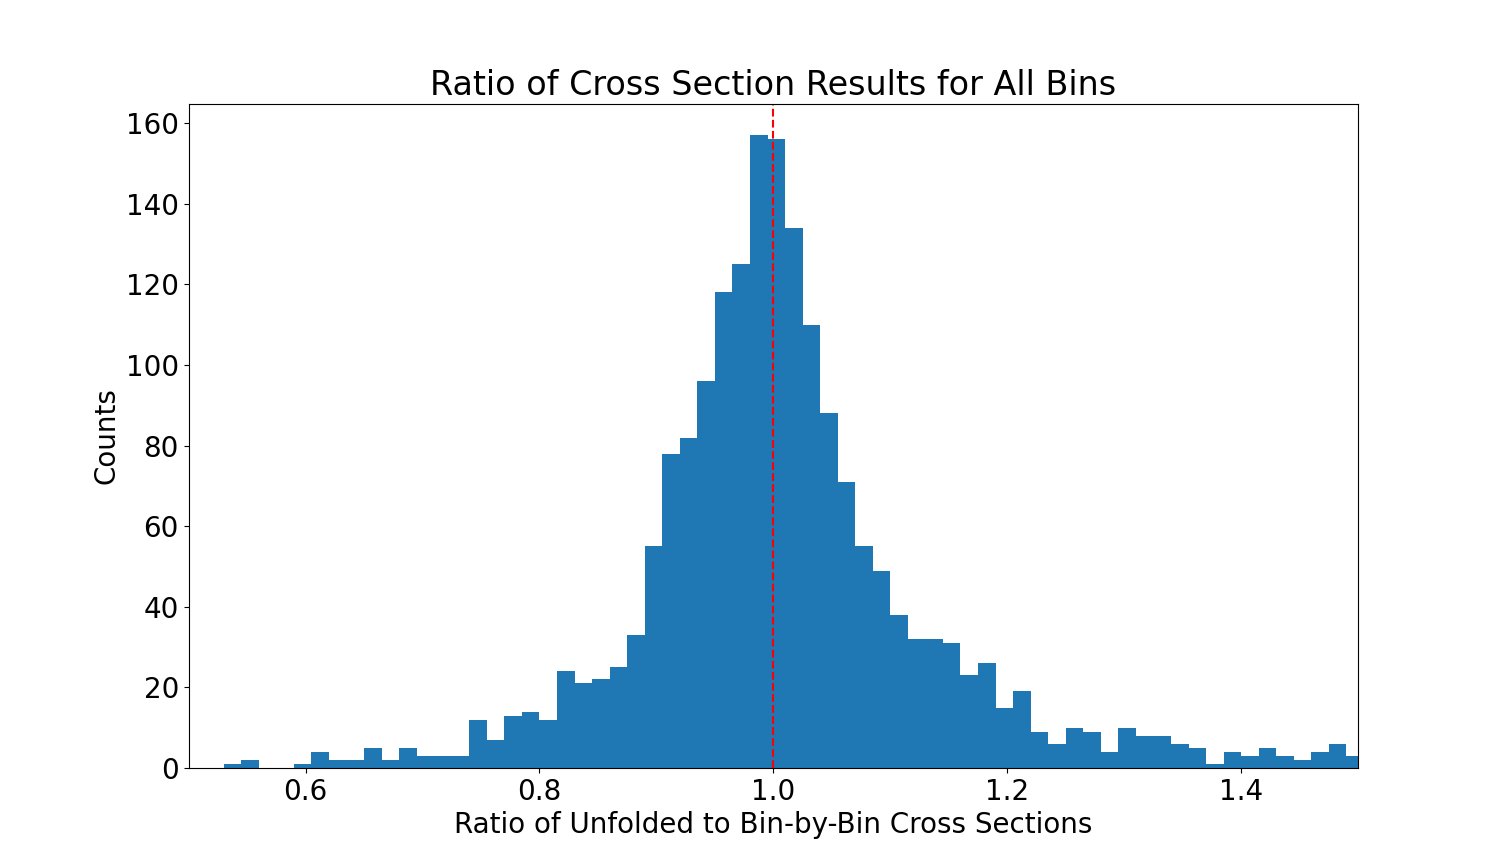 Ratio of Cross Section Results for All Bins
160
140
120
100
80
60
40
20
0
Counts
0.6 0.8 1.0 1.2 1.4
Ratio of Unfolded to Bin-by-Bin Cross Sections